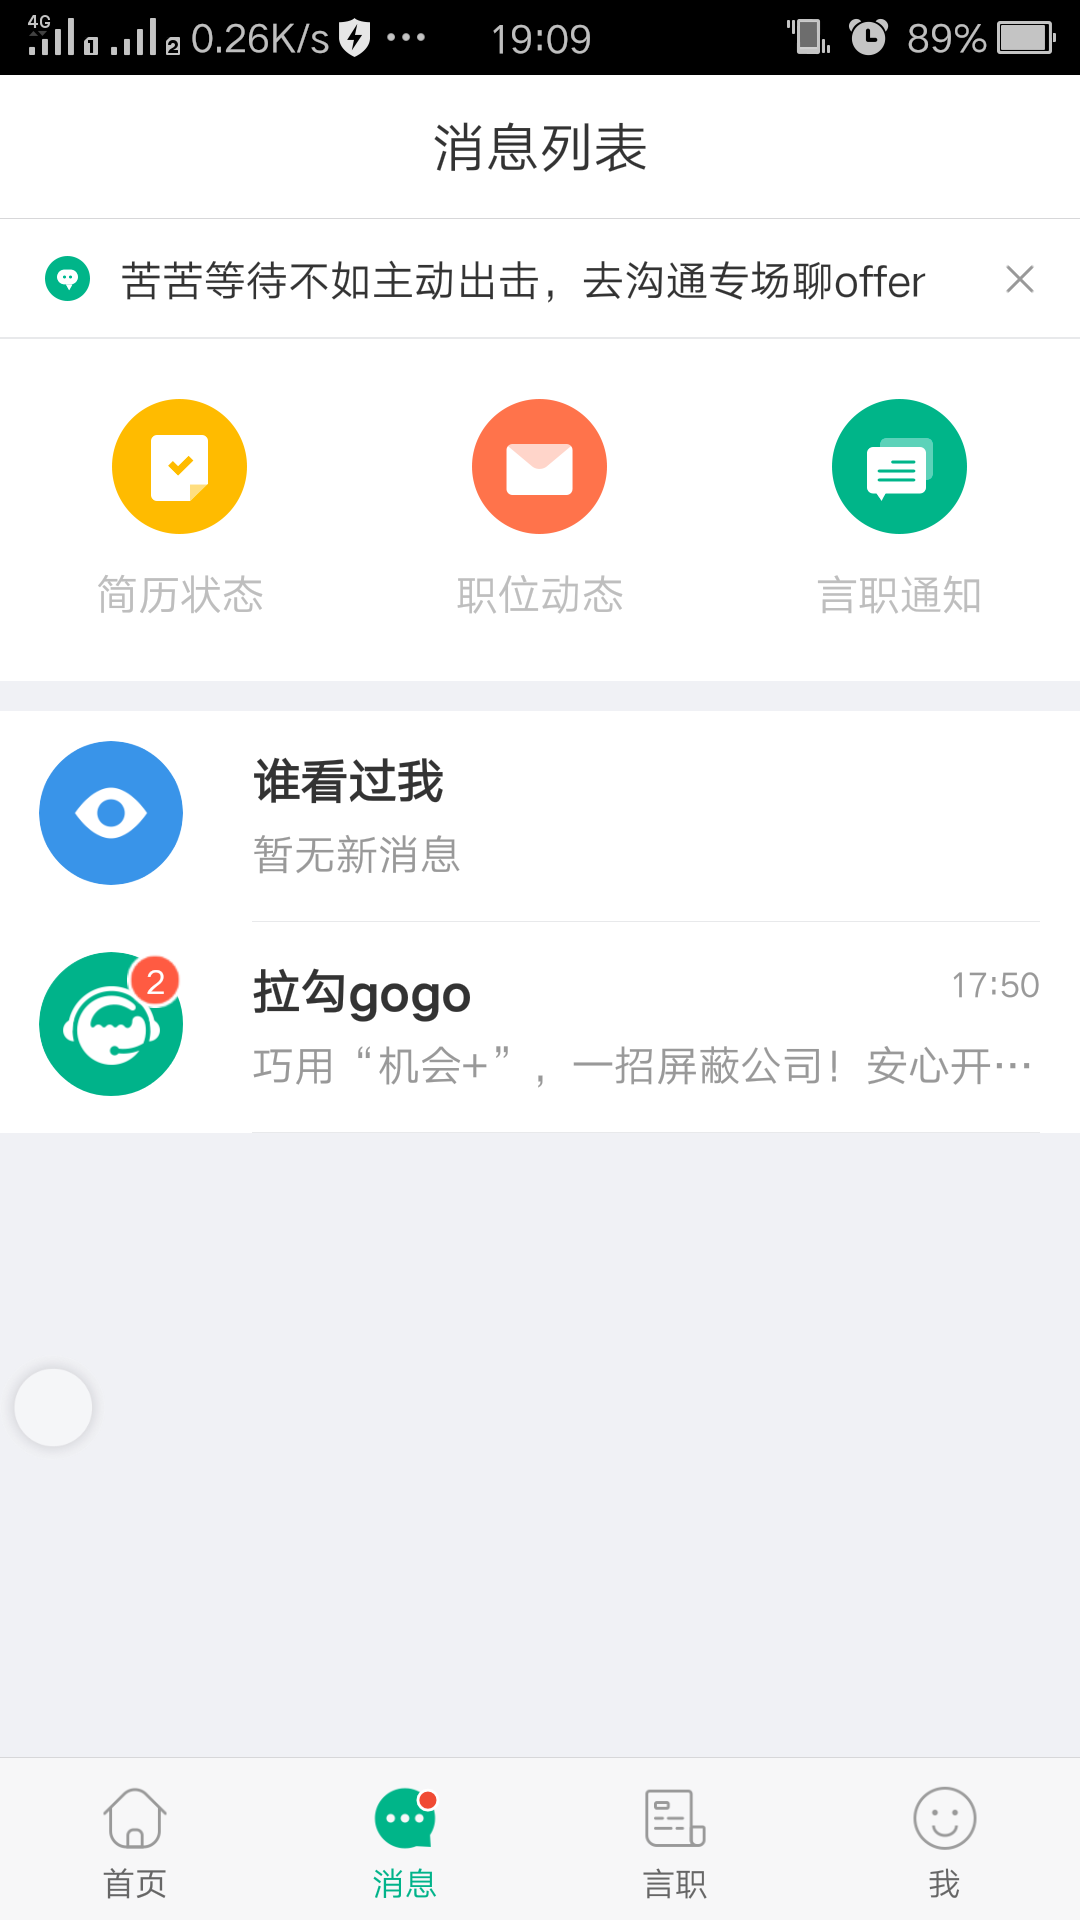 4G 1 2 0.26K/s ··· 19:09 89%
消息列表
苦苦等待不如主动出击，去沟通专场聊offer
简历状态 职位动态 言职通知
谁看过我
暂无新消息
2 拉勾gogo 17:50
巧用“机会+”，一招屏蔽公司！安心开···
首页 消息 言职 我